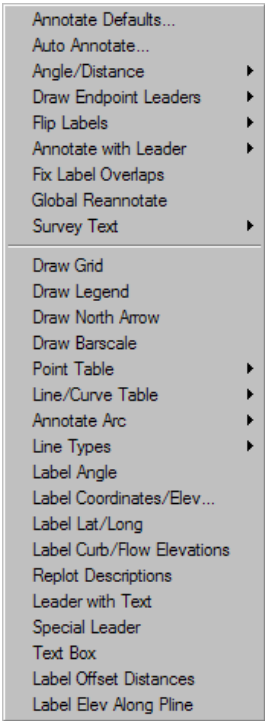 Annotate Defaults...
Auto Annotate...
Angle/Distance
Draw Endpoint Leaders
Flip Labels
Annotate with Leader
Fix Label Overlaps
Global Reannotate
Survey Text
Draw Grid
Draw Legend
Draw North Arrow
Draw Barscale
Point Table
Line/Curve Table
Annotate Arc
Line Types
Label Angle
Label Coordinates/Elev...
Label Lat/Long
Label Curb/Flow Elevations
Replot Descriptions
Leader with Text
Special Leader
Text Box
Label Offset Distances
Label Elev Along Pline